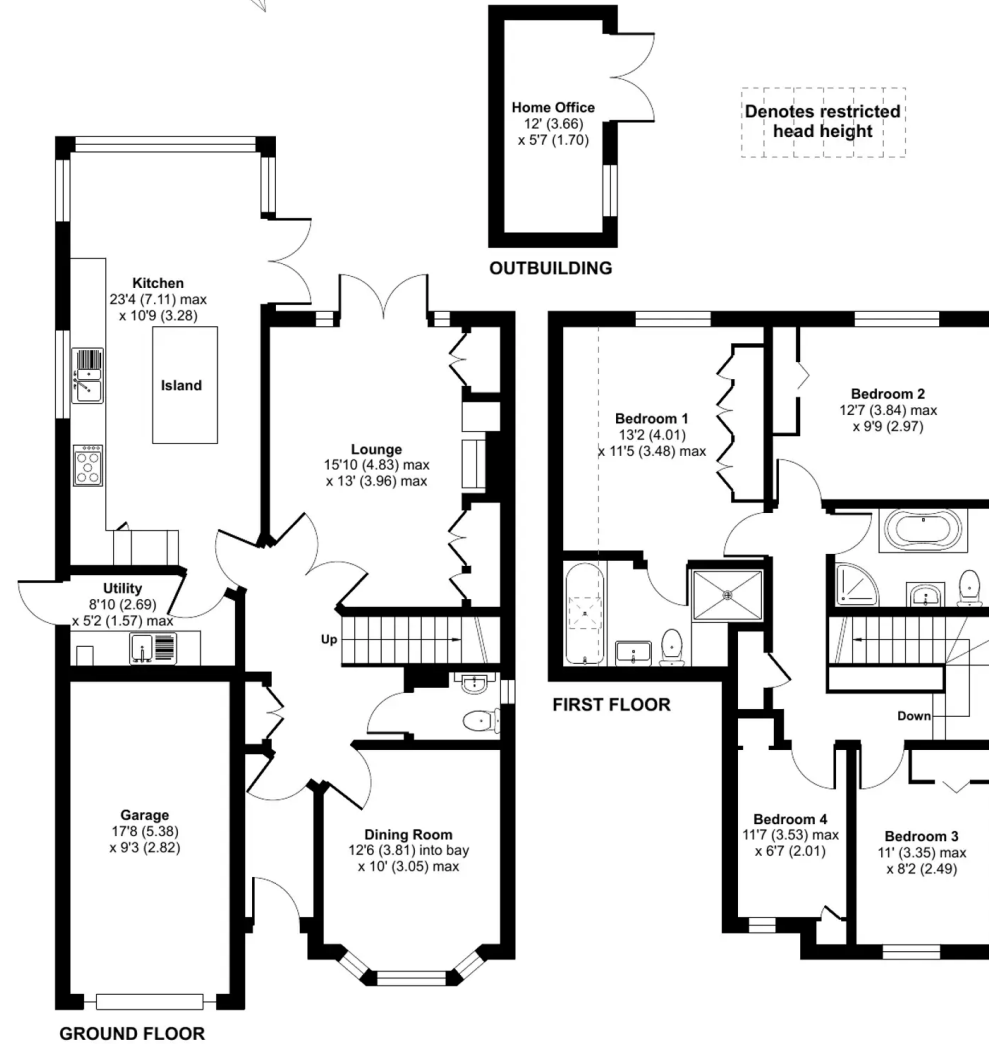 Home Office
12' (3.66)
x 5'7 (1.70)
OUTBUILDING
Denotes restricted
head height
Kitchen
23'4 (7.11) max
x 10'9 (3.28)
Island
Lounge
15'10 (4.83) max
x 13' (3.96) max
Utility
8'10 (2.69)
x 5'2 (1.57) max
Up
Garage
17'8 (5.38)
x 9'3 (2.82)
Dining Room
12'6 (3.81) into bay
x 10' (3.05) max
GROUND FLOOR
Bedroom 1
13'2 (4.01)
x 11'5 (3.48) max
Bedroom 2
12'7 (3.84) max
x 9'9 (2.97)
FIRST FLOOR
Down
Bedroom 4
11'7 (3.53) max
x 6'7 (2.01)
Bedroom 3
11' (3.35) max
x 8'2 (2.49)